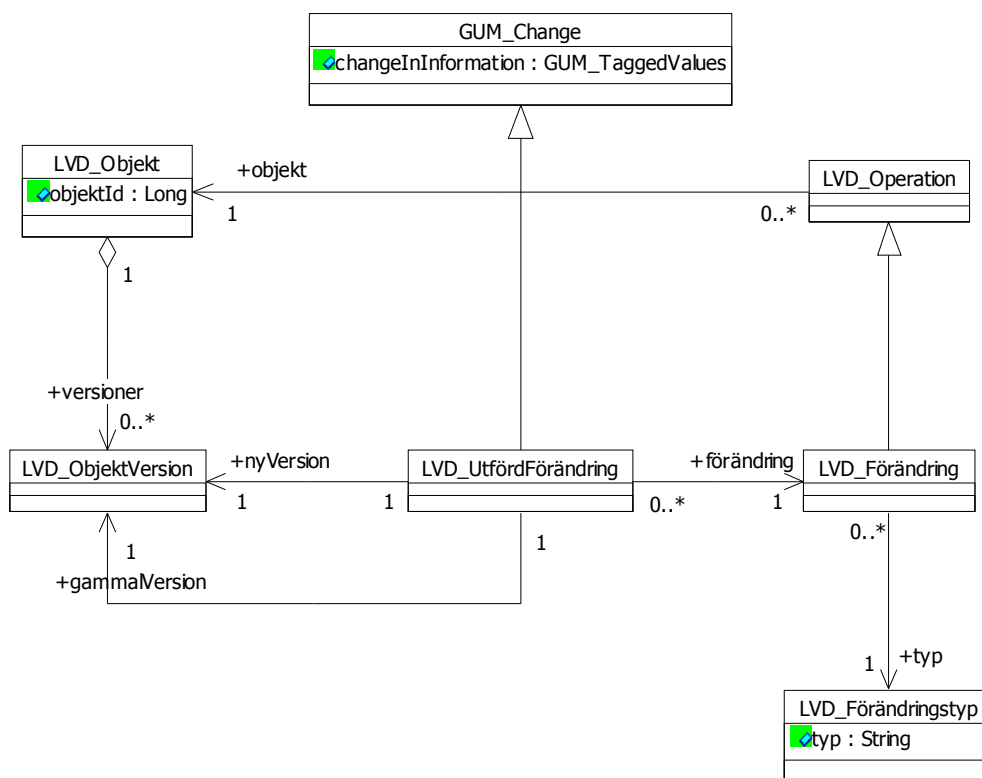 GUM_Change
changeInInformation : GUM_TaggedValues
LVD_Objekt
objektId : Long
+objekt
1
0..*
LVD_Operation
1
+versioner
0..*
LVD_ObjektVersion
+nyVersion
1
1
LVD_UtfördFörändring
+förändring
0..*
1
LVD_Förändring
1
+gammalVersion
1
0..*
1
+typ
LVD_Förändringstyp
typ : String